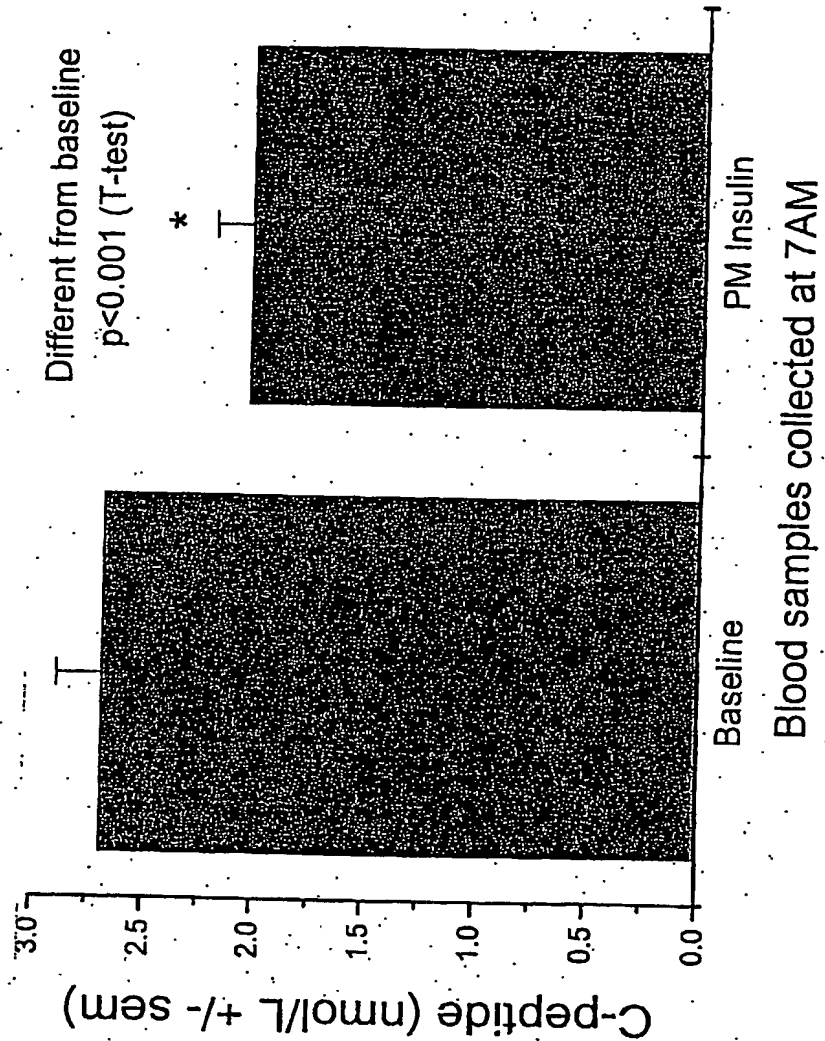 Different from baseline
p<0.001 (T-test)
*
C-peptide (nmol/L +/- sem)
3.0
2.5
2.0
1.5
1.0
0.5
0.0
Baseline
PM Insulin
Blood samples collected at 7AM